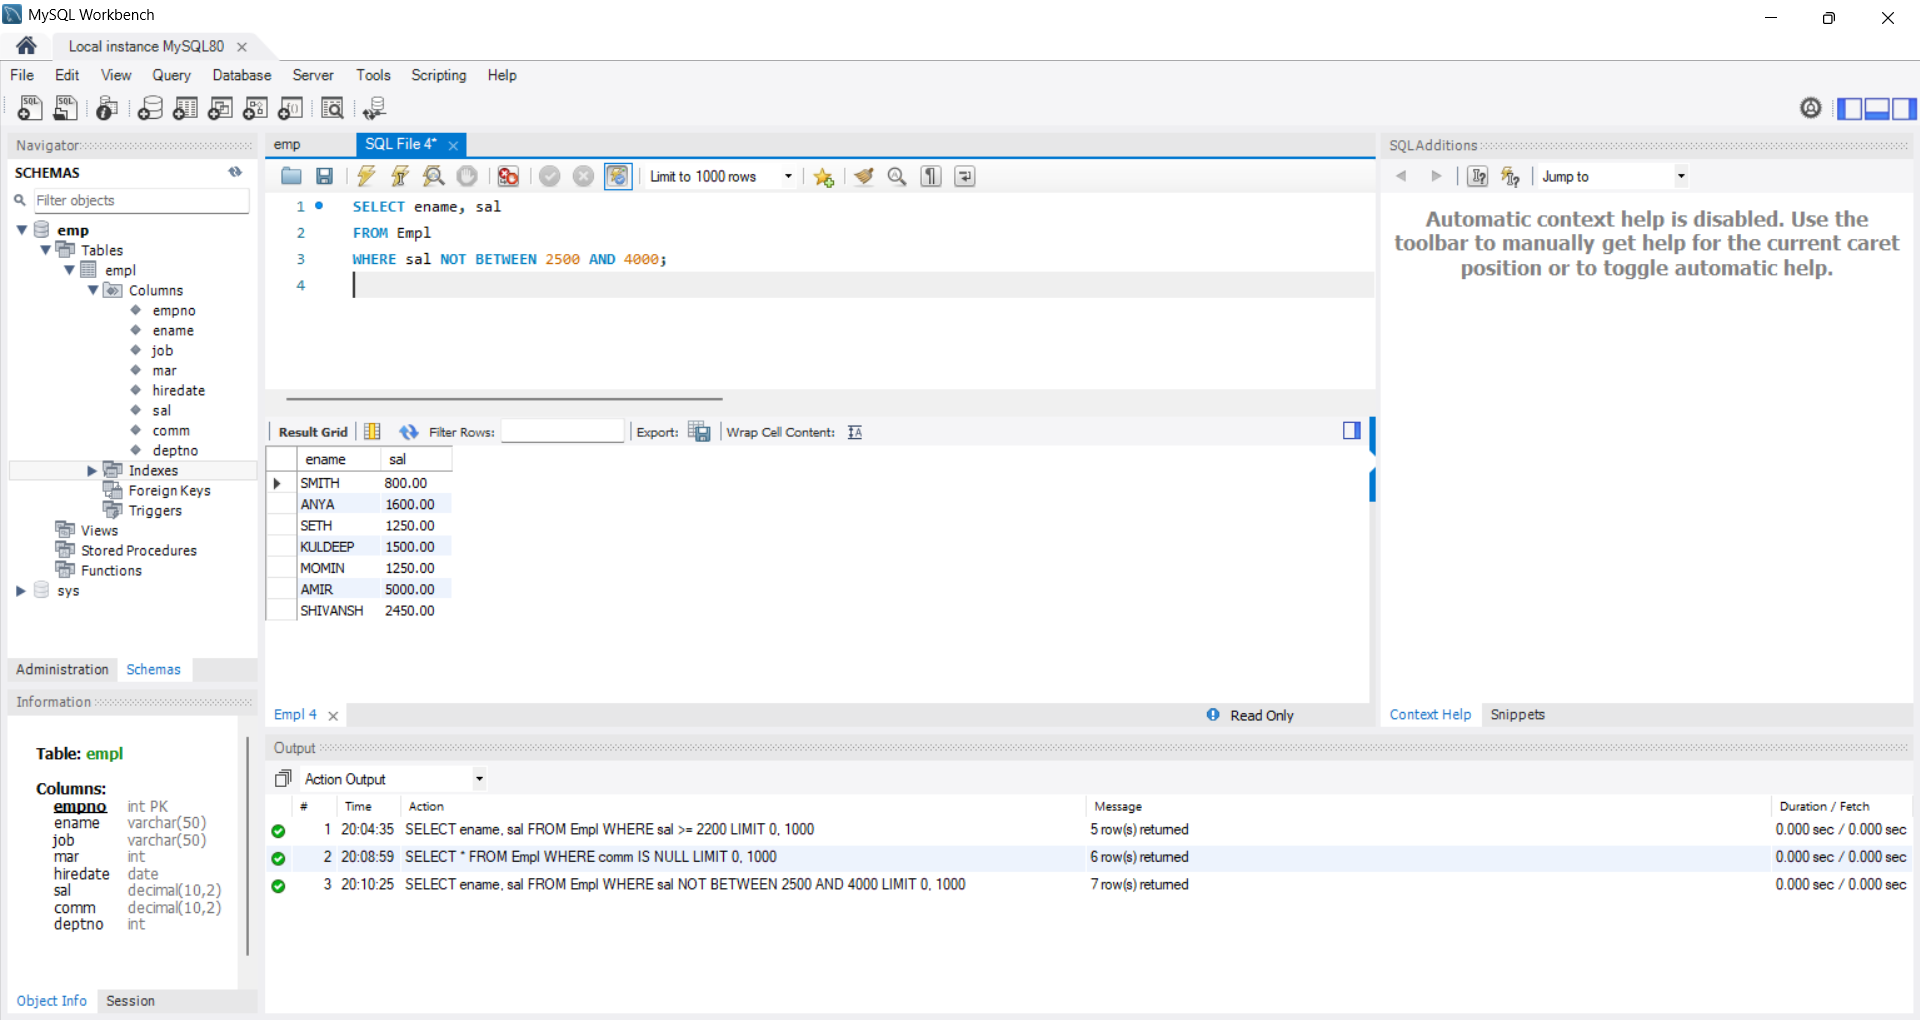 MySQL Workbench
Local instance MySQL80
File Edit View Query Database Server Tools Scripting Help
Navigator
SCHEMAS
Filter objects
emp
Tables
empl
Columns
empno
ename
job
mar
hiredate
sal
comm
deptno
Indexes
Foreign Keys
Triggers
Views
Stored Procedures
Functions
sys
Administration Schemas
Information
Table: empl
Columns:
empno int PK
ename varchar(50)
job varchar(50)
mar int
hiredate date
sal decimal(10,2)
comm decimal(10,2)
deptno int
Object Info Session
emp SQL File 4*
Limit to 1000 rows
1 SELECT ename, sal
2 FROM Empl
3 WHERE sal NOT BETWEEN 2500 AND 4000;
4
Result Grid Filter Rows: Export: Wrap Cell Content:
ename sal
SMITH 800.00
ANYA 1600.00
SETH 1250.00
KULDEEP 1500.00
MOMIN 1250.00
AMIR 5000.00
SHIVANSH 2450.00
Empl 4 Read Only
SQLAdditions
Jump to
Automatic context help is disabled. Use the
toolbar to manually get help for the current caret
position or to toggle automatic help.
Context Help Snippets
Output
Action Output
# Time Action Message Duration / Fetch
1 20:04:35 SELECT ename, sal FROM Empl WHERE sal >= 2200 LIMIT 0, 1000 5 row(s) returned 0.000 sec / 0.000 sec
2 20:08:59 SELECT * FROM Empl WHERE comm IS NULL LIMIT 0, 1000 6 row(s) returned 0.000 sec / 0.000 sec
3 20:10:25 SELECT ename, sal FROM Empl WHERE sal NOT BETWEEN 2500 AND 4000 LIMIT 0, 1000 7 row(s) returned 0.000 sec / 0.000 sec